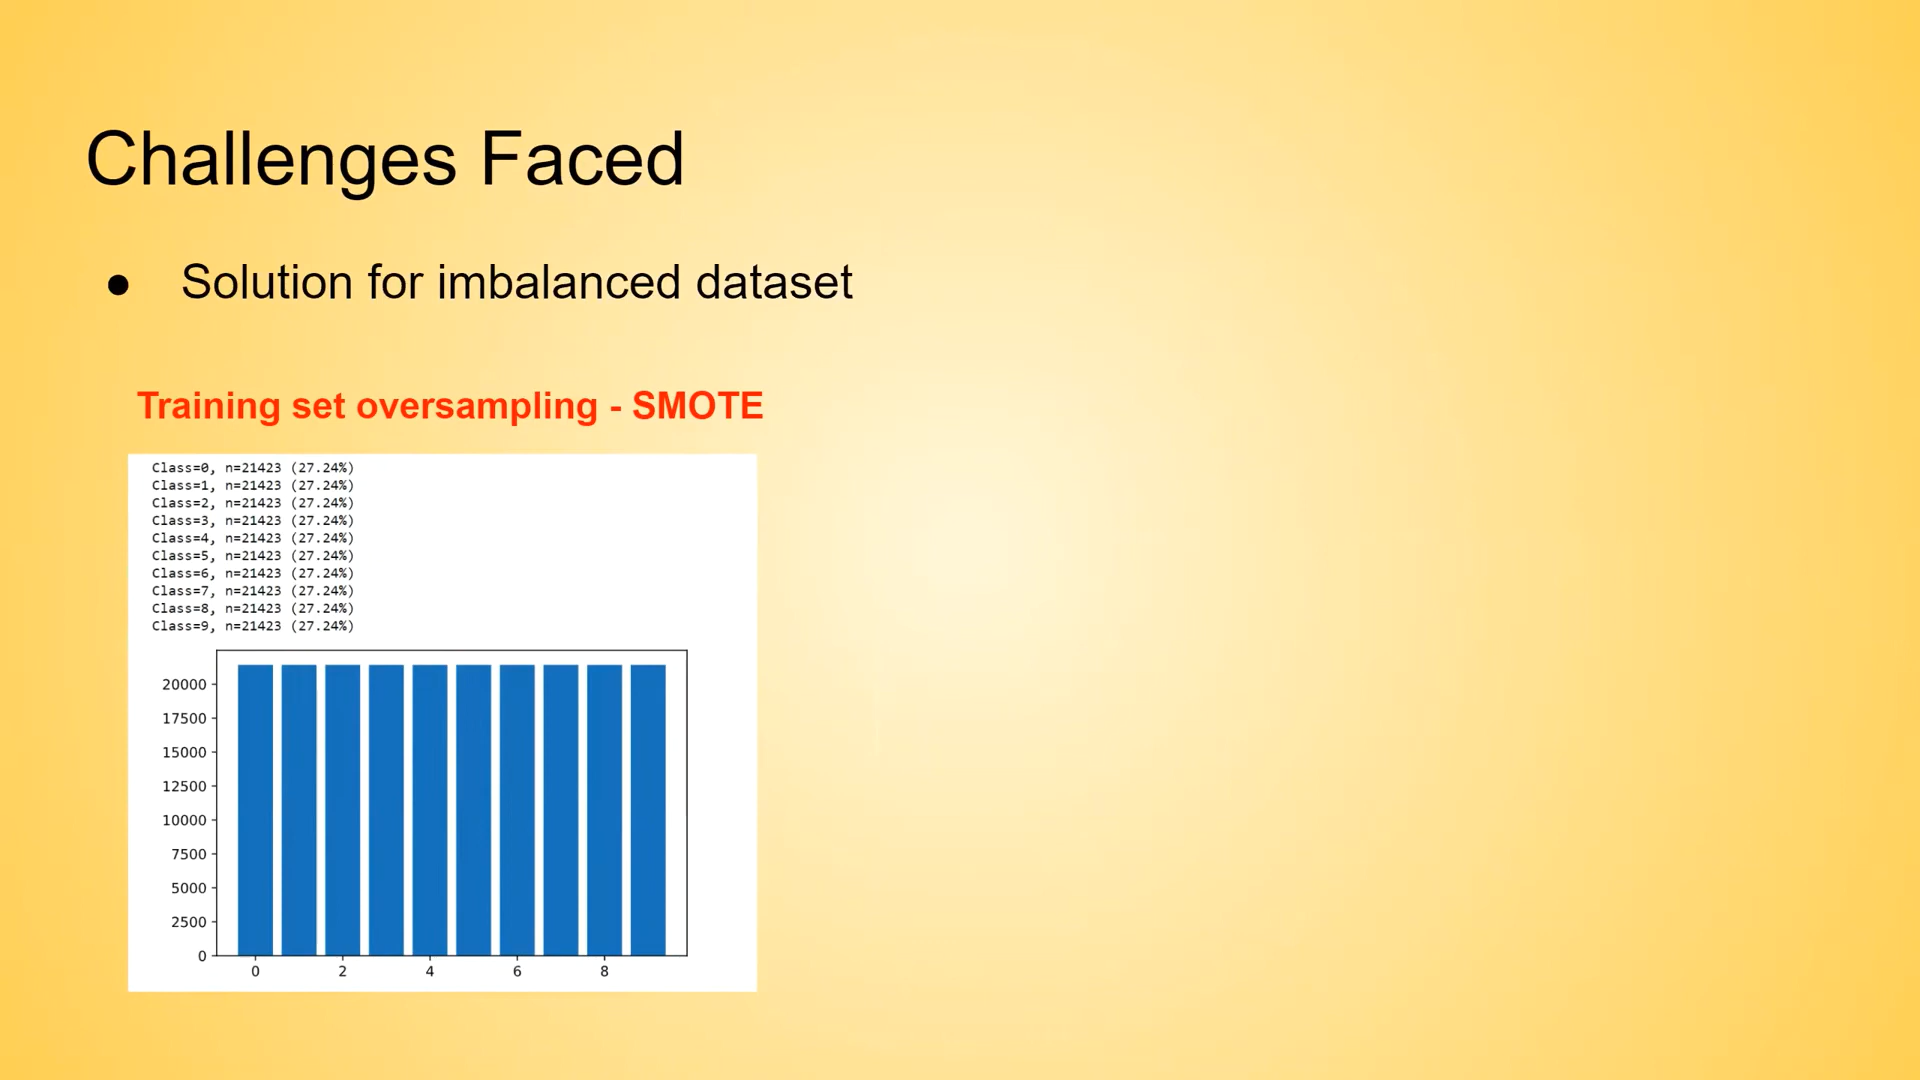 Challenges Faced
● Solution for imbalanced dataset
Training set oversampling - SMOTE
Class=0, n=21423 (27.24%)
Class=1, n=21423 (27.24%)
Class=2, n=21423 (27.24%)
Class=3, n=21423 (27.24%)
Class=4, n=21423 (27.24%)
Class=5, n=21423 (27.24%)
Class=6, n=21423 (27.24%)
Class=7, n=21423 (27.24%)
Class=8, n=21423 (27.24%)
Class=9, n=21423 (27.24%)
20000
17500
15000
12500
10000
7500
5000
2500
0
0 2 4 6 8